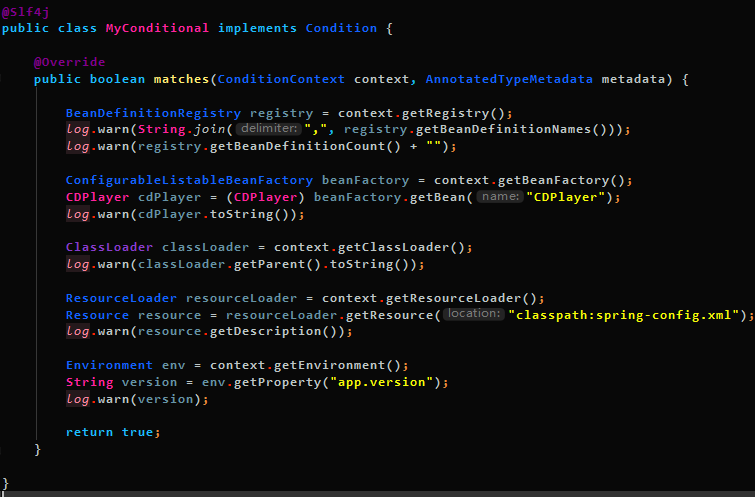 @Slf4j
public class MyConditional implements Condition {
@Override
public boolean matches(ConditionContext context, AnnotatedTypeMetadata metadata) {
BeanDefinitionRegistry registry = context.getRegistry();
log.warn(String.join( delimiter: ",", registry.getBeanDefinitionNames()));
log.warn(registry.getBeanDefinitionCount() + "");
ConfigurableListableBeanFactory beanFactory = context.getBeanFactory();
CDPlayer cdPlayer = (CDPlayer) beanFactory.getBean( name: "CDPlayer");
log.warn(cdPlayer.toString());
ClassLoader classLoader = context.getClassLoader();
log.warn(classLoader.getParent().toString());
ResourceLoader resourceLoader = context.getResourceLoader();
Resource resource = resourceLoader.getResource( location: "classpath:spring-config.xml");
log.warn(resource.getDescription());
Environment env = context.getEnvironment();
String version = env.getProperty("app.version");
log.warn(version);
return true;
}
}